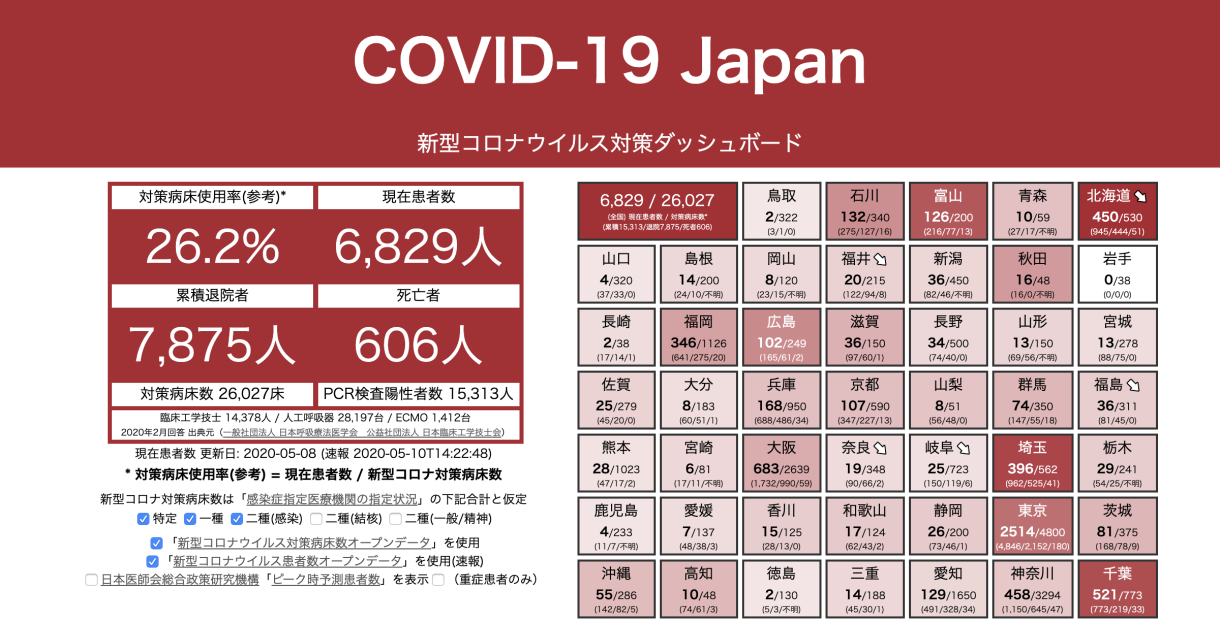 COVID-19 Japan
新型コロナウイルス対策ダッシュボード
対策病床使用率(参考)*
現在患者数
26.2%
6,829人
累積退院者
死亡者
7,875人
606人
対策病床数 26,027床
PCR検査陽性者数 15,313人
臨床工学技士 14,378人 / 人工呼吸器 28,197台 / ECMO 1,412台
2020年2月回答 出典元（一般社団法人 日本呼吸療法医学会　公益社団法人 日本臨床工学技士会）
現在患者数 更新日: 2020-05-08 (速報 2020-05-10T14:22:48)
* 対策病床使用率(参考) = 現在患者数 / 新型コロナ対策病床数
新型コロナ対策病床数は「感染症指定医療機関の指定状況」の下記合計と仮定
特定 一種 二種(感染) 二種(結核) 二種(一般/精神)
「新型コロナウイルス対策病床数オープンデータ」を使用
「新型コロナウイルス患者数オープンデータ」を使用(速報)
日本医師会総合政策研究機構「ピーク時予測患者数」を表示 （重症患者のみ）
6,829 / 26,027
(全国) 現在患者数 / 対策病床数*
(累積15,313/退院7,875/死者606)
鳥取
2/322
(3/1/0)
石川
132/340
(275/127/16)
富山
126/200
(216/77/13)
青森
10/59
(27/17/不明)
北海道
450/530
(945/444/51)
山口
4/320
(37/33/0)
島根
14/200
(24/10/不明)
岡山
8/120
(23/15/不明)
福井
20/215
(122/94/8)
新潟
36/450
(82/46/不明)
秋田
16/48
(16/0/不明)
岩手
0/38
(0/0/0)
長崎
2/38
(17/14/1)
福岡
346/1126
(641/275/20)
広島
102/249
(165/61/2)
滋賀
36/150
(97/60/1)
長野
34/500
(74/40/0)
山形
13/150
(69/56/不明)
宮城
13/278
(88/75/0)
佐賀
25/279
(45/20/0)
大分
8/183
(60/51/1)
兵庫
168/950
(688/486/34)
京都
107/590
(347/227/13)
山梨
8/51
(56/48/0)
群馬
74/350
(147/55/18)
福島
36/311
(81/45/0)
熊本
28/1023
(47/17/2)
宮崎
6/81
(17/11/不明)
大阪
683/2639
(1,732/990/59)
奈良
19/348
(90/66/2)
岐阜
25/723
(150/119/6)
埼玉
396/562
(962/525/41)
栃木
29/241
(54/25/不明)
鹿児島
4/233
(11/7/不明)
愛媛
7/137
(48/38/3)
香川
15/125
(28/13/0)
和歌山
17/124
(62/43/2)
静岡
26/200
(73/46/1)
東京
2514/4800
(4,846/2,152/180)
茨城
81/375
(168/78/9)
沖縄
55/286
(142/82/5)
高知
10/48
(74/61/3)
徳島
2/130
(5/3/不明)
三重
14/188
(45/30/1)
愛知
129/1650
(491/328/34)
神奈川
458/3294
(1,150/645/47)
千葉
521/773
(773/219/33)